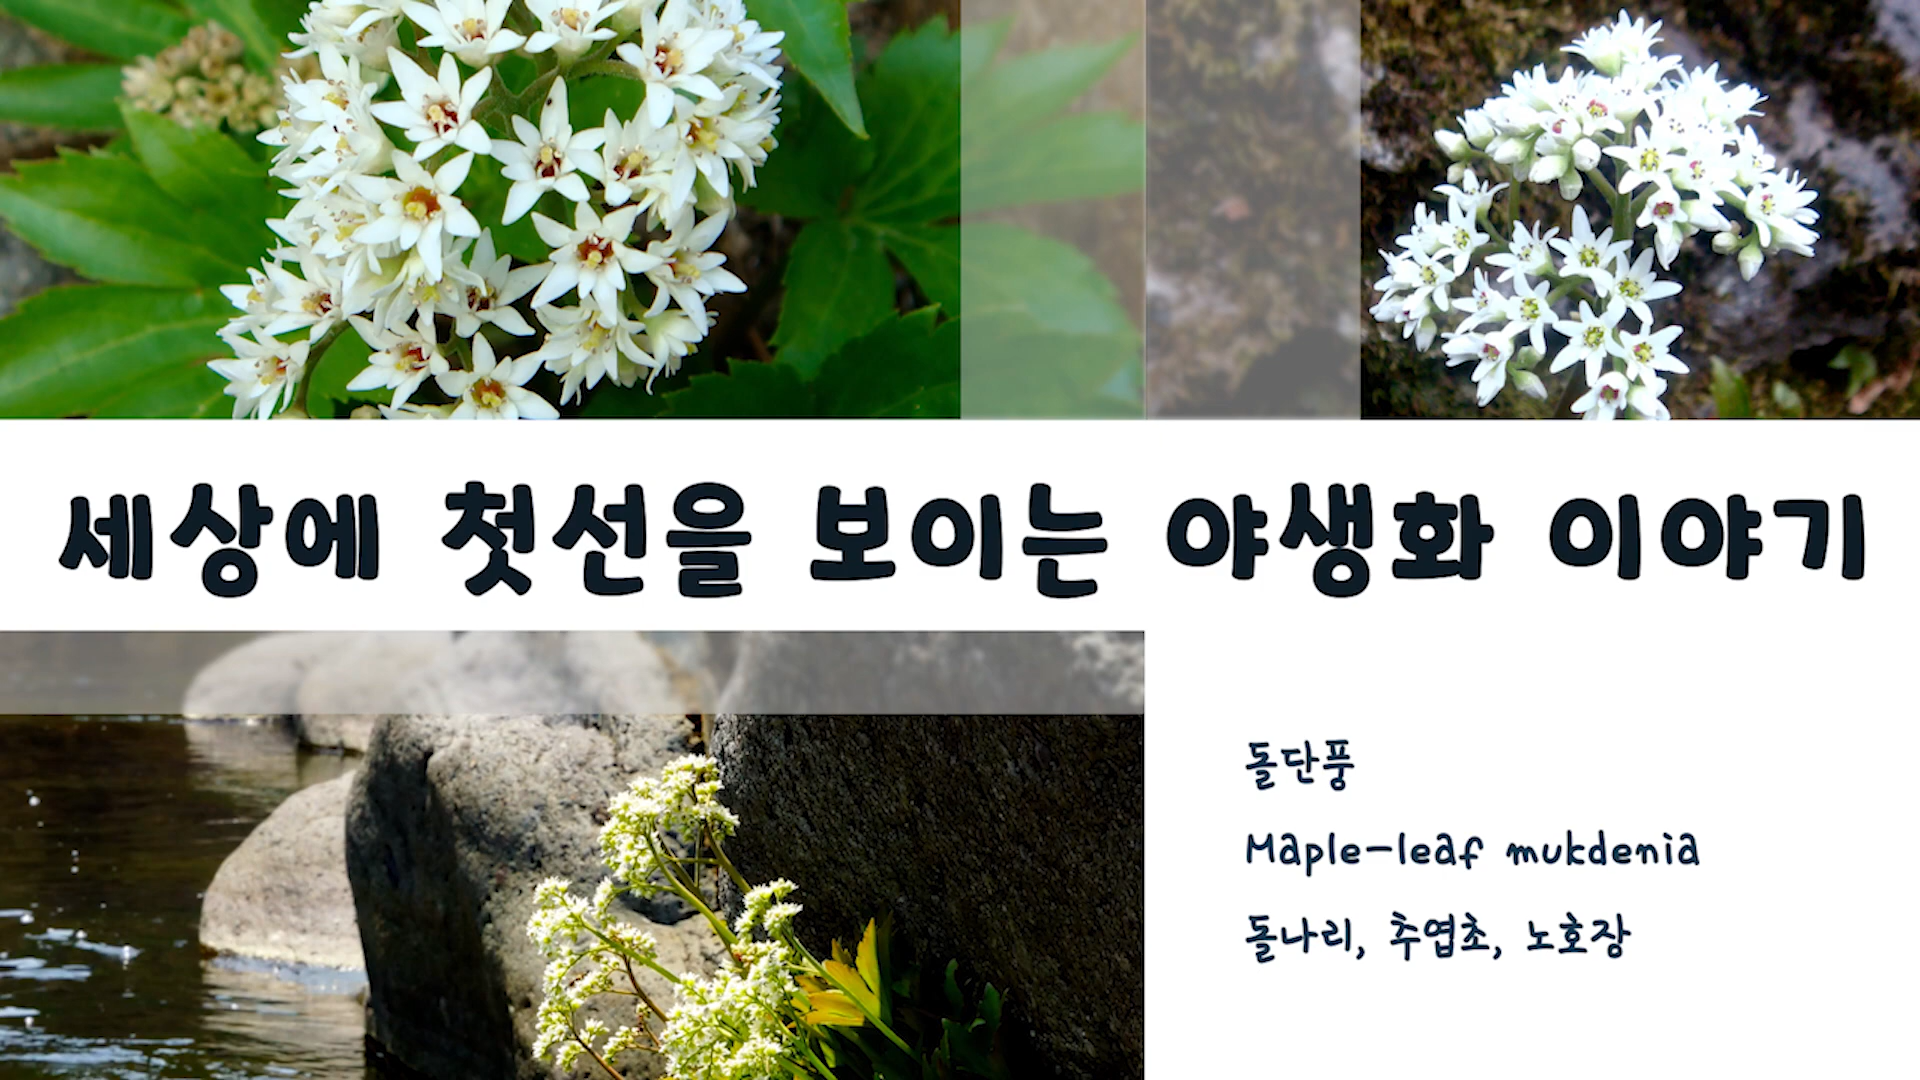 세상에 첫선을 보이는 야생화 이야기
돌단풍
Maple-leaf mukdenia
돌나리, 추엽초, 노호장